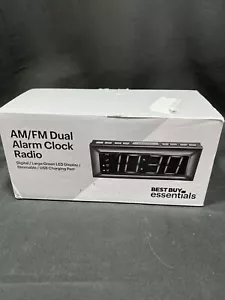 AM/FM Dual
Alarm Clock
Radio
Digital / Large Green LED Display /
Snooze / USB Charging Port
10:30
BEST BUY
essentials